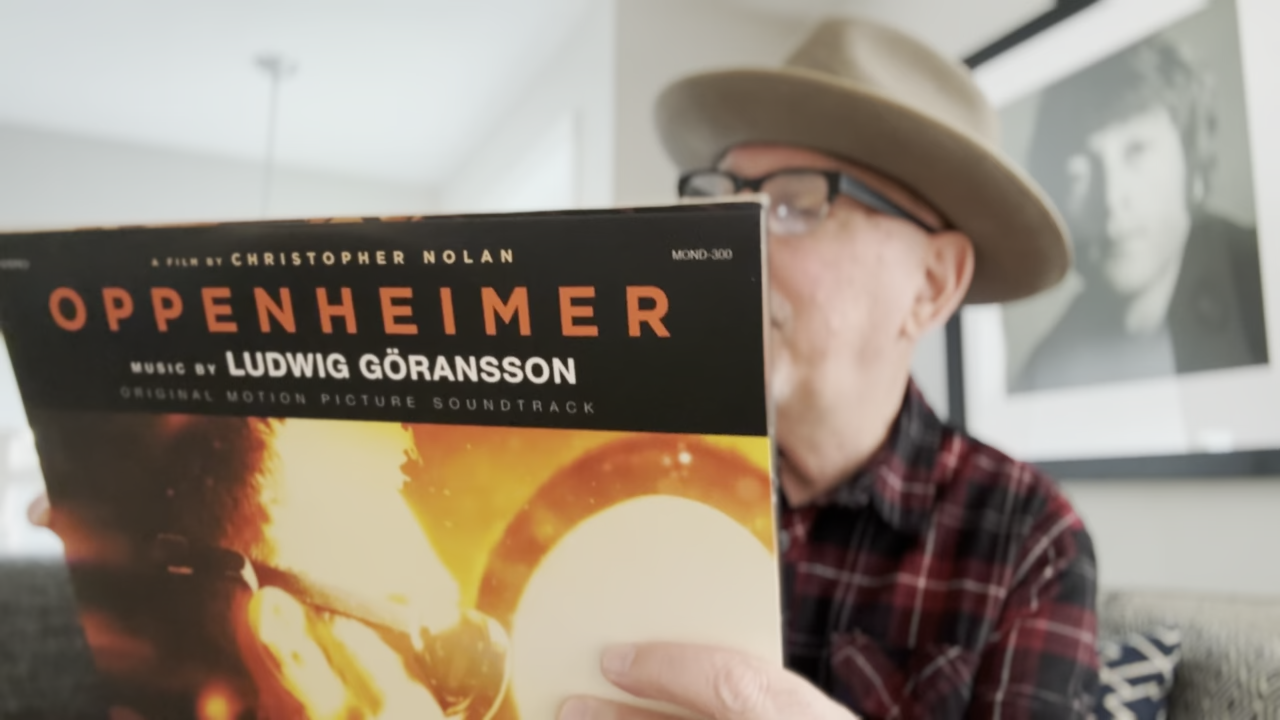 A FILM BY CHRISTOPHER NOLAN
MOND-300
OPPENHEIMER
MUSIC BY LUDWIG GÖRANSSON
ORIGINAL MOTION PICTURE SOUNDTRACK